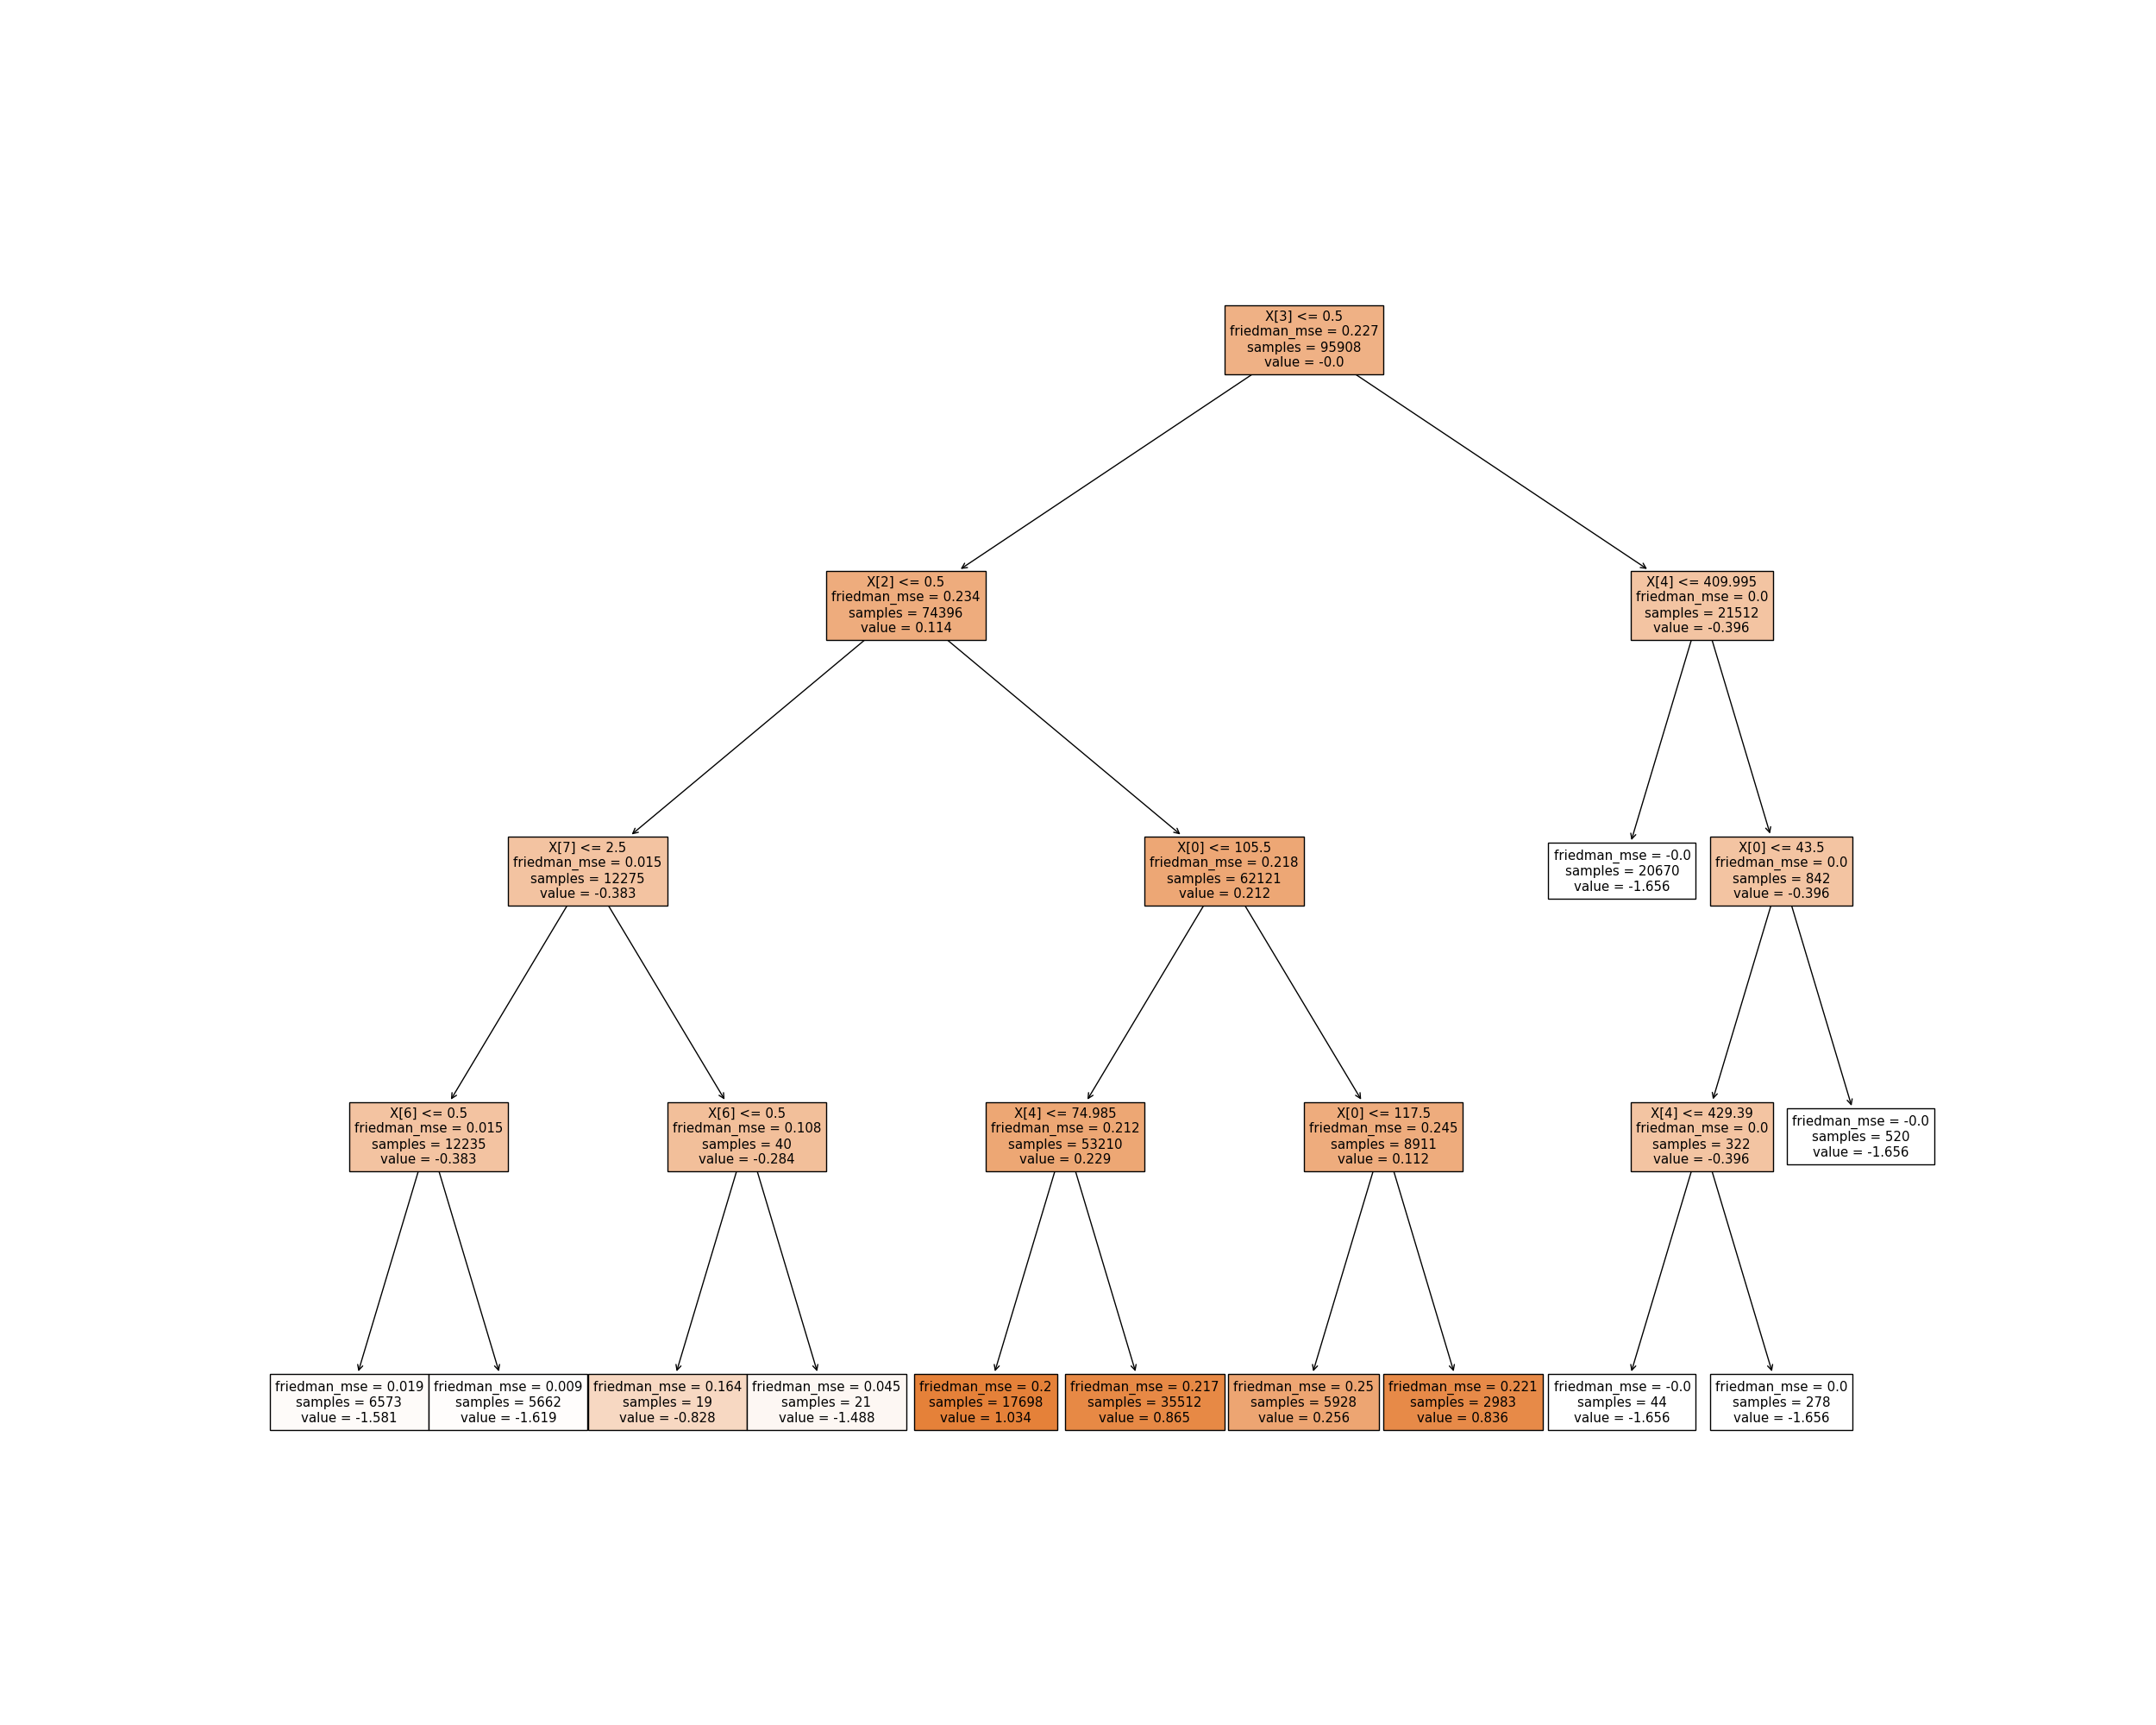 X[3] <= 0.5
friedman_mse = 0.227
samples = 95908
value = -0.0
X[2] <= 0.5
friedman_mse = 0.234
samples = 74396
value = 0.114
X[4] <= 409.995
friedman_mse = 0.0
samples = 21512
value = -0.396
X[7] <= 2.5
friedman_mse = 0.015
samples = 12275
value = -0.383
X[0] <= 105.5
friedman_mse = 0.218
samples = 62121
value = 0.212
friedman_mse = -0.0
samples = 20670
value = -1.656
X[0] <= 43.5
friedman_mse = 0.0
samples = 842
value = -0.396
X[6] <= 0.5
friedman_mse = 0.015
samples = 12235
value = -0.383
X[6] <= 0.5
friedman_mse = 0.108
samples = 40
value = -0.284
X[4] <= 74.985
friedman_mse = 0.212
samples = 53210
value = 0.229
X[0] <= 117.5
friedman_mse = 0.245
samples = 8911
value = 0.112
X[4] <= 429.39
friedman_mse = 0.0
samples = 322
value = -0.396
friedman_mse = -0.0
samples = 520
value = -1.656
friedman_mse = 0.019
samples = 6573
value = -1.581
friedman_mse = 0.009
samples = 5662
value = -1.619
friedman_mse = 0.164
samples = 19
value = -0.828
friedman_mse = 0.045
samples = 21
value = -1.488
friedman_mse = 0.2
samples = 17698
value = 1.034
friedman_mse = 0.217
samples = 35512
value = 0.865
friedman_mse = 0.25
samples = 5928
value = 0.256
friedman_mse = 0.221
samples = 2983
value = 0.836
friedman_mse = -0.0
samples = 44
value = -1.656
friedman_mse = 0.0
samples = 278
value = -1.656